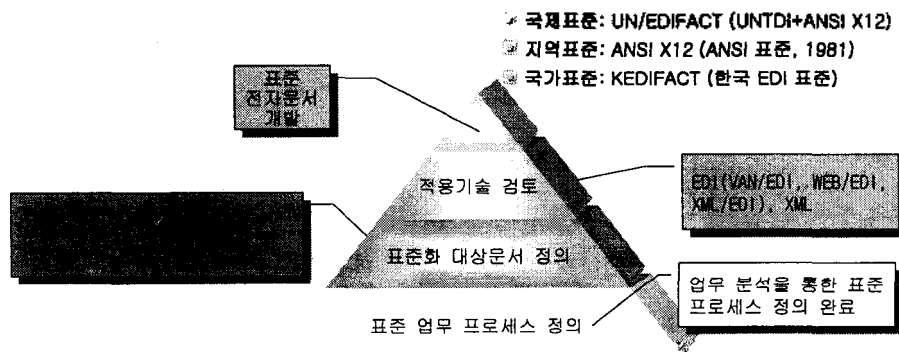 국제표준: UN/EDIFACT (UNTDI+ANSI X12)
지역표준: ANSI X12 (ANSI 표준, 1981)
국가표준: KEDIFACT (한국 EDI 표준)
표준
전자문서
개발
적용기술 검토
EDI(VAN/EDI, WEB/EDI,
XML/EDI), XML
표준화 대상문서 정의
업무 분석을 통한 표준
프로세스 정의 완료
표준 업무 프로세스 정의